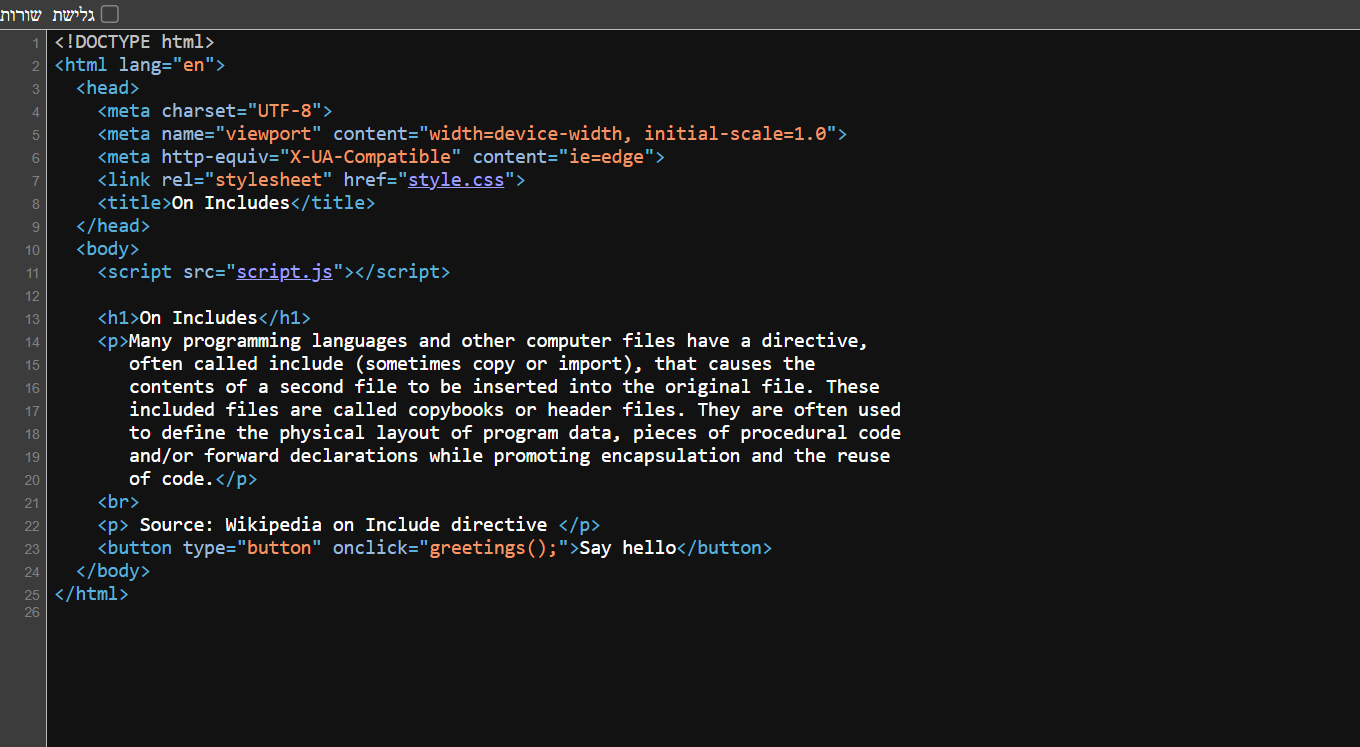 גלישת שורות
1 <!DOCTYPE html>
2 <html lang="en">
3   <head>
4     <meta charset="UTF-8">
5     <meta name="viewport" content="width=device-width, initial-scale=1.0">
6     <meta http-equiv="X-UA-Compatible" content="ie=edge">
7     <link rel="stylesheet" href="style.css">
8     <title>On Includes</title>
9   </head>
10   <body>
11     <script src="script.js"></script>
12
13     <h1>On Includes</h1>
14     <p>Many programming languages and other computer files have a directive,
15        often called include (sometimes copy or import), that causes the
16        contents of a second file to be inserted into the original file. These
17        included files are called copybooks or header files. They are often used
18        to define the physical layout of program data, pieces of procedural code
19        and/or forward declarations while promoting encapsulation and the reuse
20        of code.</p>
21     <br>
22     <p> Source: Wikipedia on Include directive </p>
23     <button type="button" onclick="greetings();">Say hello</button>
24   </body>
25 </html>
26